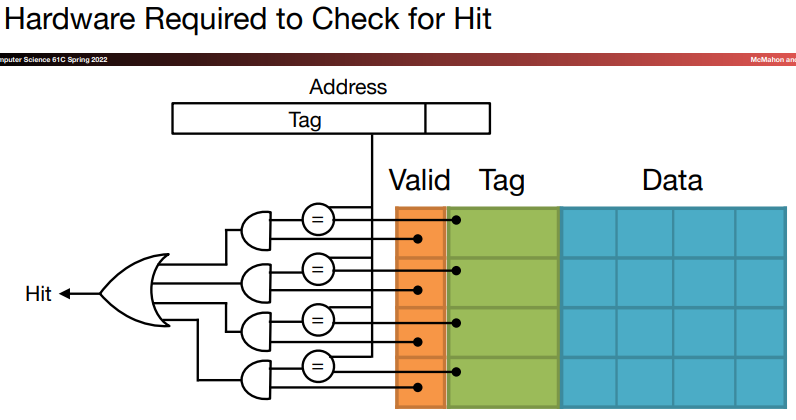 Hardware Required to Check for Hit
mputer Science 61C Spring 2022
McMahon and
Address
Tag
Valid Tag Data
=
=
Hit
=
=